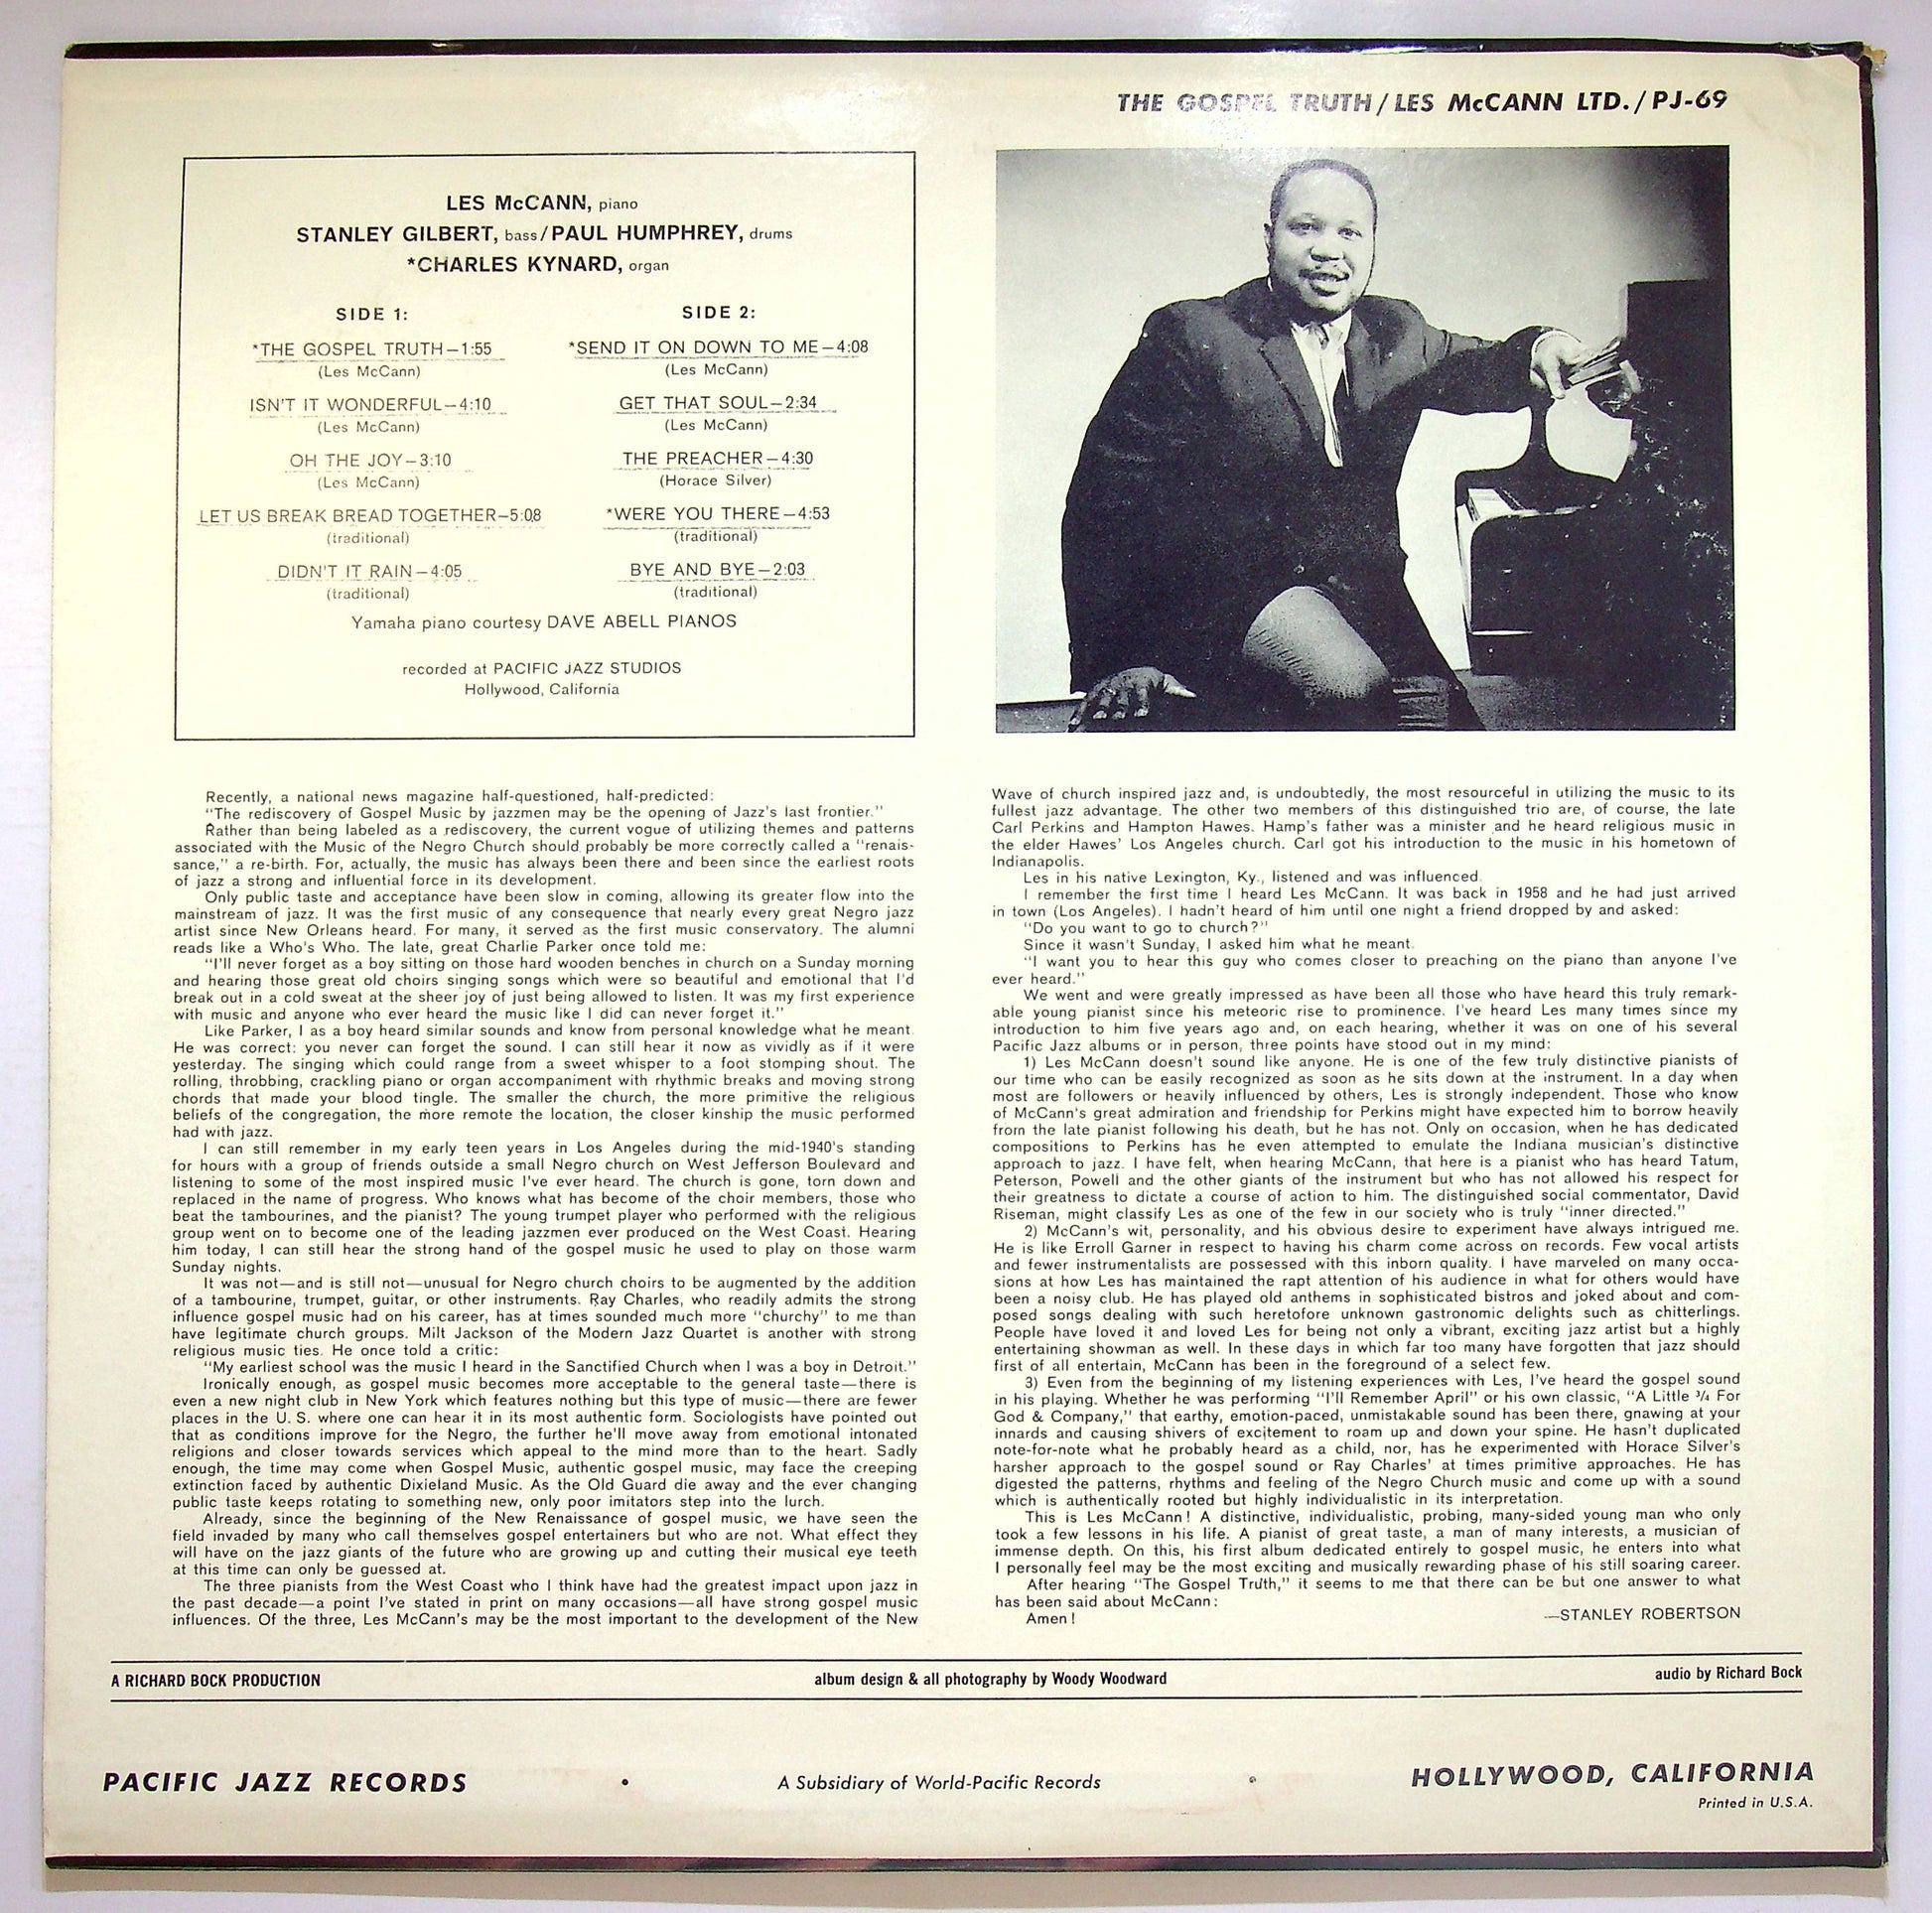 THE GOSPEL TRUTH / LES McCANN LTD. / PJ-69
LES McCANN, piano
STANLEY GILBERT, bass / PAUL HUMPHREY, drums
*CHARLES KYNARD, organ
SIDE 1:
*THE GOSPEL TRUTH—1:55
(Les McCann)
ISN'T IT WONDERFUL—4:10
(Les McCann)
OH THE JOY—3:10
(Les McCann)
LET US BREAK BREAD TOGETHER—5:08
(traditional)
DIDN'T IT RAIN—4:05
(traditional)
SIDE 2:
*SEND IT ON DOWN TO ME—4:08
(Les McCann)
GET THAT SOUL—2:34
(Les McCann)
THE PREACHER—4:30
(Horace Silver)
*WERE YOU THERE—4:53
(traditional)
BYE AND BYE—2:03
(traditional)
Yamaha piano courtesy DAVE ABELL PIANOS
recorded at PACIFIC JAZZ STUDIOS
Hollywood, California
Recently, a national news magazine half-questioned, half-predicted:
"The rediscovery of Gospel Music by jazzmen may be the opening of Jazz's last frontier."
Rather than being labeled as a rediscovery, the current vogue of utilizing themes and patterns
associated with the Music of the Negro Church should probably be more correctly called a "renais-
sance," a re-birth. For, actually, the music has always been there and been since the earliest roots
of jazz a strong and influential force in its development.
Only public taste and acceptance have been slow in coming, allowing its greater flow into the
mainstream of jazz. It was the first music of any consequence that nearly every great Negro jazz
artist since New Orleans heard. For many, it served as the first music conservatory. The alumni
reads like a Who's Who. The late, great Charlie Parker once told me:
"I'll never forget as a boy sitting on those hard wooden benches in church on a Sunday morning
and hearing those great old choirs singing songs which were so beautiful and emotional that I'd
break out in a cold sweat at the sheer joy of just being allowed to listen. It was my first experience
with music and anyone who ever heard the music like I did can never forget it."
Like Parker, I as a boy heard similar sounds and know from personal knowledge what he meant.
He was correct: you never can forget the sound. I can still hear it now as vividly as if it were
yesterday. The singing which could range from a sweet whisper to a foot stomping shout. The
rolling, throbbing, crackling piano or organ accompaniment with rhythmic breaks and moving strong
chords that made your blood tingle. The smaller the church, the more primitive the religious
beliefs of the congregation, the more remote the location, the closer kinship the music performed
had with jazz.
I can still remember in my early teen years in Los Angeles during the mid-1940's standing
for hours with a group of friends outside a small Negro church on West Jefferson Boulevard and
listening to some of the most inspired music I've ever heard. The church is gone, torn down and
replaced in the name of progress. Who knows what has become of the choir members, those who
beat the tambourines, and the pianist? The young trumpet player who performed with the religious
group went on to become one of the leading jazzmen ever produced on the West Coast. Hearing
him today, I can still hear the strong hand of the gospel music he used to play on those warm
Sunday nights.
It was not—and is still not—unusual for Negro church choirs to be augmented by the addition
of a tambourine, trumpet, guitar, or other instruments. Ray Charles, who readily admits the strong
influence gospel music had on his career, has at times sounded much more "churchy" to me than
have legitimate church groups. Milt Jackson of the Modern Jazz Quartet is another with strong
religious music ties. He once told a critic:
"My earliest school was the music I heard in the Sanctified Church when I was a boy in Detroit."
Ironically enough, as gospel music becomes more acceptable to the general taste—there is
even a new night club in New York which features nothing but this type of music—there are fewer
places in the U. S. where one can hear it in its most authentic form. Sociologists have pointed out
that as conditions improve for the Negro, the further he'll move away from emotional intonated
religions and closer towards services which appeal to the mind more than to the heart. Sadly
enough, the time may come when Gospel Music, authentic gospel music, may face the creeping
extinction faced by authentic Dixieland Music. As the Old Guard die away and the ever changing
public taste keeps rotating to something new, only poor imitators step into the lurch.
Already, since the beginning of the New Renaissance of gospel music, we have seen the
field invaded by many who call themselves gospel entertainers but who are not. What effect they
will have on the jazz giants of the future who are growing up and cutting their musical eye teeth
at this time can only be guessed at.
The three pianists from the West Coast who I think have had the greatest impact upon jazz in
the past decade—a point I've stated in print on many occasions—all have strong gospel music
influences. Of the three, Les McCann's may be the most important to the development of the New
Wave of church inspired jazz and, is undoubtedly, the most resourceful in utilizing the music to its
fullest jazz advantage. The other two members of this distinguished trio are, of course, the late
Carl Perkins and Hampton Hawes. Hamp's father was a minister and he heard religious music in
the elder Hawes' Los Angeles church. Carl got his introduction to the music in his hometown of
Indianapolis.
Les in his native Lexington, Ky., listened and was influenced.
I remember the first time I heard Les McCann. It was back in 1958 and he had just arrived
in town (Los Angeles). I hadn't heard of him until one night a friend dropped by and asked:
"Do you want to go to church?"
Since it wasn't Sunday, I asked him what he meant.
"I want you to hear this guy who comes closer to preaching on the piano than anyone I've
ever heard."
We went and were greatly impressed as have been all those who have heard this truly remark-
able young pianist since his meteoric rise to prominence. I've heard Les many times since my
introduction to him five years ago and, on each hearing, whether it was on one of his several
Pacific Jazz albums or in person, three points have stood out in my mind:
1) Les McCann doesn't sound like anyone. He is one of the few truly distinctive pianists of
our time who can be easily recognized as soon as he sits down at the instrument. In a day when
most are followers or heavily influenced by others, Les is strongly independent. Those who know
of McCann's great admiration and friendship for Perkins might have expected him to borrow heavily
from the late pianist following his death, but he has not. Only on occasion, when he has dedicated
compositions to Perkins has he even attempted to emulate the Indiana musician's distinctive
approach to jazz. I have felt, when hearing McCann, that here is a pianist who has heard Tatum,
Peterson, Powell and the other giants of the instrument but who has not allowed his respect for
their greatness to dictate a course of action to him. The distinguished social commentator, David
Riseman, might classify Les as one of the few in our society who is truly "inner directed."
2) McCann's wit, personality, and his obvious desire to experiment have always intrigued me.
He is like Erroll Garner in respect to having his charm come across on records. Few vocal artists
and fewer instrumentalists are possessed with this inborn quality. I have marveled on many occa-
sions at how Les has maintained the rapt attention of his audience in what for others would have
been a noisy club. He has played old anthems in sophisticated bistros and joked about and com-
posed songs dealing with such heretofore unknown gastronomic delights such as chitterlings.
People have loved it and loved Les for being not only a vibrant, exciting jazz artist but a highly
entertaining showman as well. In these days in which far too many have forgotten that jazz should
first of all entertain, McCann has been in the foreground of a select few.
3) Even from the beginning of my listening experiences with Les, I've heard the gospel sound
in his playing. Whether he was performing "I'll Remember April" or his own classic, "A Little ¾ For
God & Company," that earthy, emotion-paced, unmistakable sound has been there, gnawing at your
innards and causing shivers of excitement to roam up and down your spine. He hasn't duplicated
note-for-note what he probably heard as a child, nor, has he experimented with Horace Silver's
harsher approach to the gospel sound or Ray Charles' at times primitive approaches. He has
digested the patterns, rhythms and feeling of the Negro Church music and come up with a sound
which is authentically rooted but highly individualistic in its interpretation.
This is Les McCann! A distinctive, individualistic, probing, many-sided young man who only
took a few lessons in his life. A pianist of great taste, a man of many interests, a musician of
immense depth. On this, his first album dedicated entirely to gospel music, he enters into what
I personally feel may be the most exciting and musically rewarding phase of his still soaring career.
After hearing "The Gospel Truth," it seems to me that there can be but one answer to what
has been said about McCann:
Amen!
—STANLEY ROBERTSON
A RICHARD BOCK PRODUCTION
album design & all photography by Woody Woodward
audio by Richard Bock
PACIFIC JAZZ RECORDS • A Subsidiary of World-Pacific Records • HOLLYWOOD, CALIFORNIA
Printed in U.S.A.